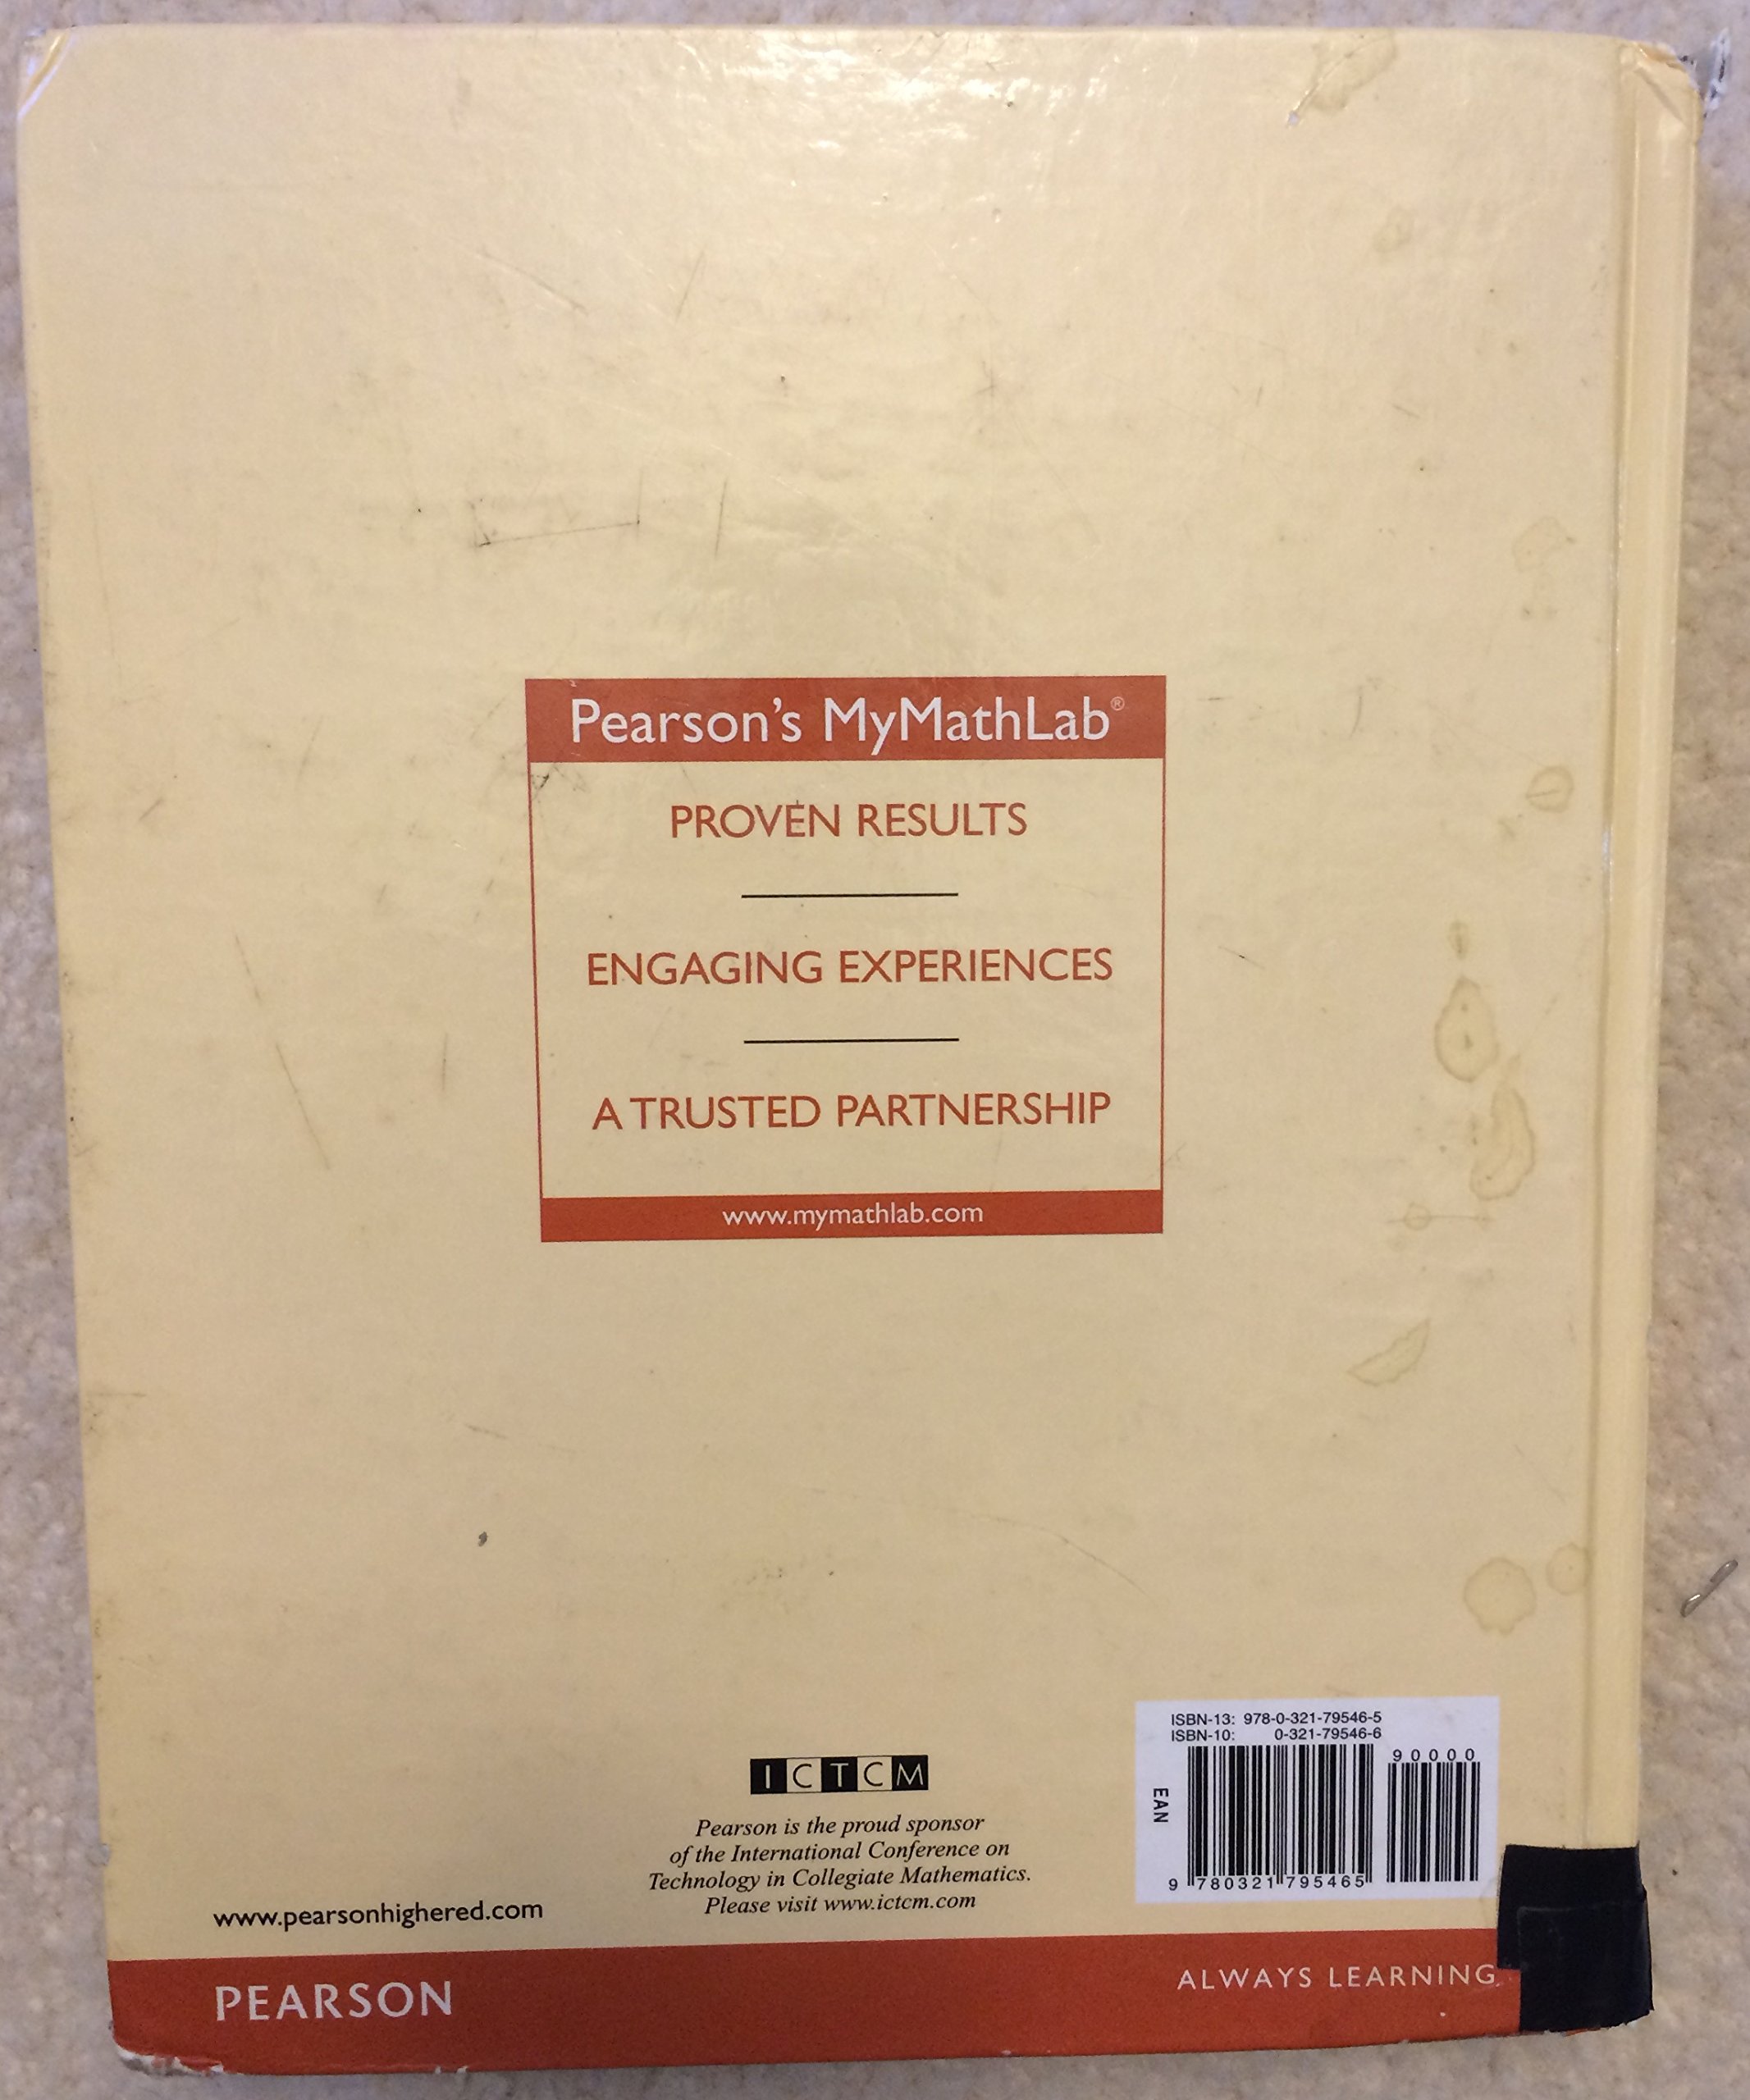 Pearson's MyMathLab®
PROVEN RESULTS
ENGAGING EXPERIENCES
A TRUSTED PARTNERSHIP
www.mymathlab.com
ISBN-13: 978-0-321-79546-5
ISBN-10: 0-321-79546-6
90000
EAN
9 780321 795465
ICTCM
Pearson is the proud sponsor
of the International Conference on
Technology in Collegiate Mathematics.
Please visit www.ictcm.com
www.pearsonhighered.com
PEARSON
ALWAYS LEARNING